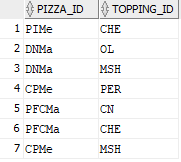 PIZZA_ID TOPPING_ID
1 PIMe CHE
2 DNMa OL
3 DNMa MSH
4 CPMe PER
5 PFCMa CN
6 PFCMa CHE
7 CPMe MSH